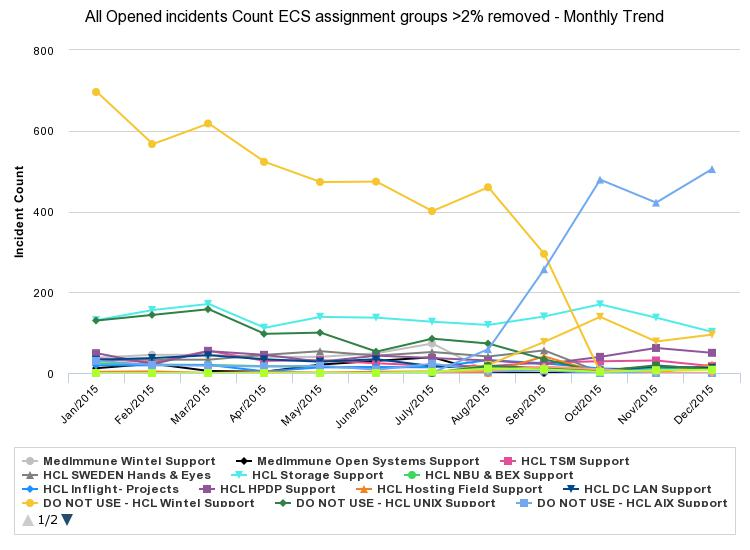 All Opened incidents Count ECS assignment groups >2% removed - Monthly Trend
800
600
400
200
0
Incident Count
Jan/2015
Feb/2015
Mar/2015
Apr/2015
May/2015
June/2015
July/2015
Aug/2015
Sep/2015
Oct/2015
Nov/2015
Dec/2015
MedImmune Wintel Support MedImmune Open Systems Support HCL TSM Support
HCL SWEDEN Hands & Eyes HCL Storage Support HCL NBU & BEX Support
HCL Inflight- Projects HCL HPDP Support HCL Hosting Field Support HCL DC LAN Support
DO NOT USE - HCL Wintel Support DO NOT USE - HCL UNIX Support DO NOT USE - HCL AIX Support
1/2